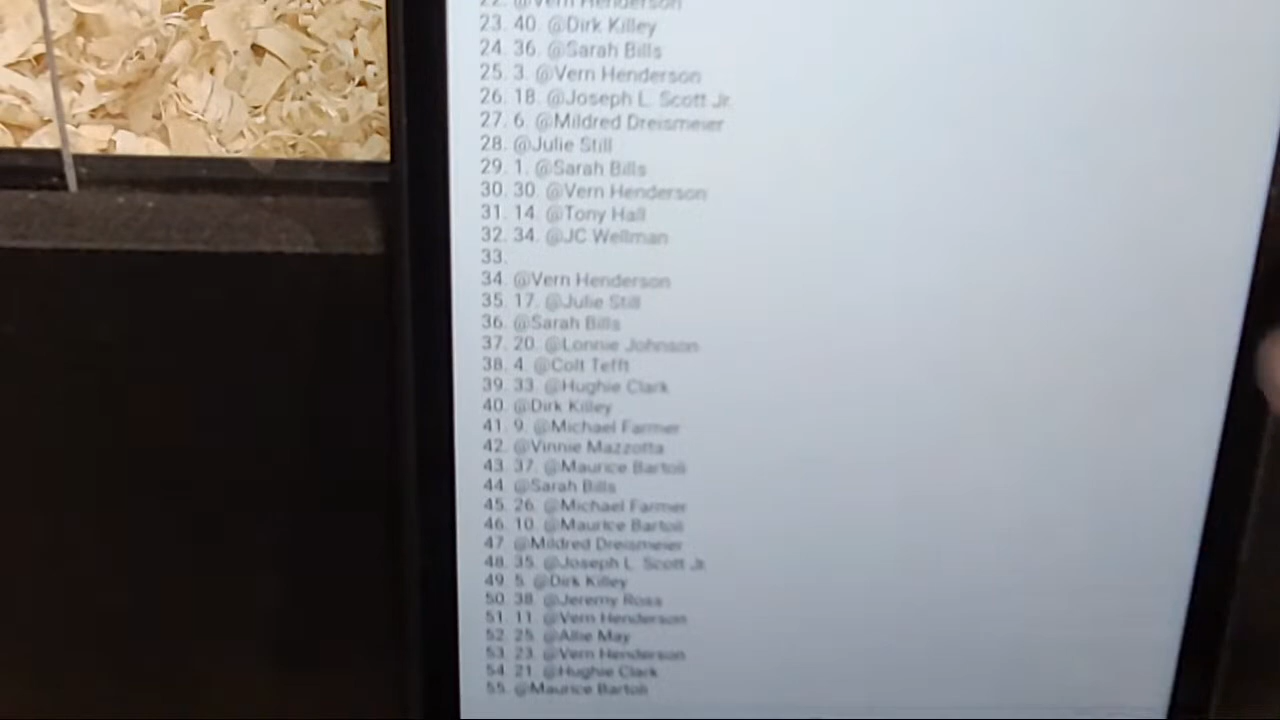 22. @Vern Henderson
23. 40. @Dirk Killey
24. 36. @Sarah Bills
25. 3. @Vern Henderson
26. 18. @Joseph L. Scott Jr.
27. 6. @Mildred Dreismeier
28. @Julie Still
29. 1. @Sarah Bills
30. 30. @Vern Henderson
31. 14. @Tony Hall
32. 34. @JC Wellman
33.
34. @Vern Henderson
35. 17. @Julie Still
36. @Sarah Bills
37. 20. @Lonnie Johnson
38. 4. @Colt Tefft
39. 33. @Hughie Clark
40. @Dirk Killey
41. 9. @Michael Farmer
42. @Vinnie Mazzotta
43. 37. @Maurice Bartoli
44. @Sarah Bills
45. 26. @Michael Farmer
46. 10. @Maurice Bartoli
47. @Mildred Dreismeier
48. 35. @Joseph L. Scott Jr.
49. 5. @Dirk Killey
50. 38. @Jeremy Ross
51. 11. @Vern Henderson
52. 25. @Allie May
53. 23. @Vern Henderson
54. 21. @Hughie Clark
55. @Maurice Bartoli